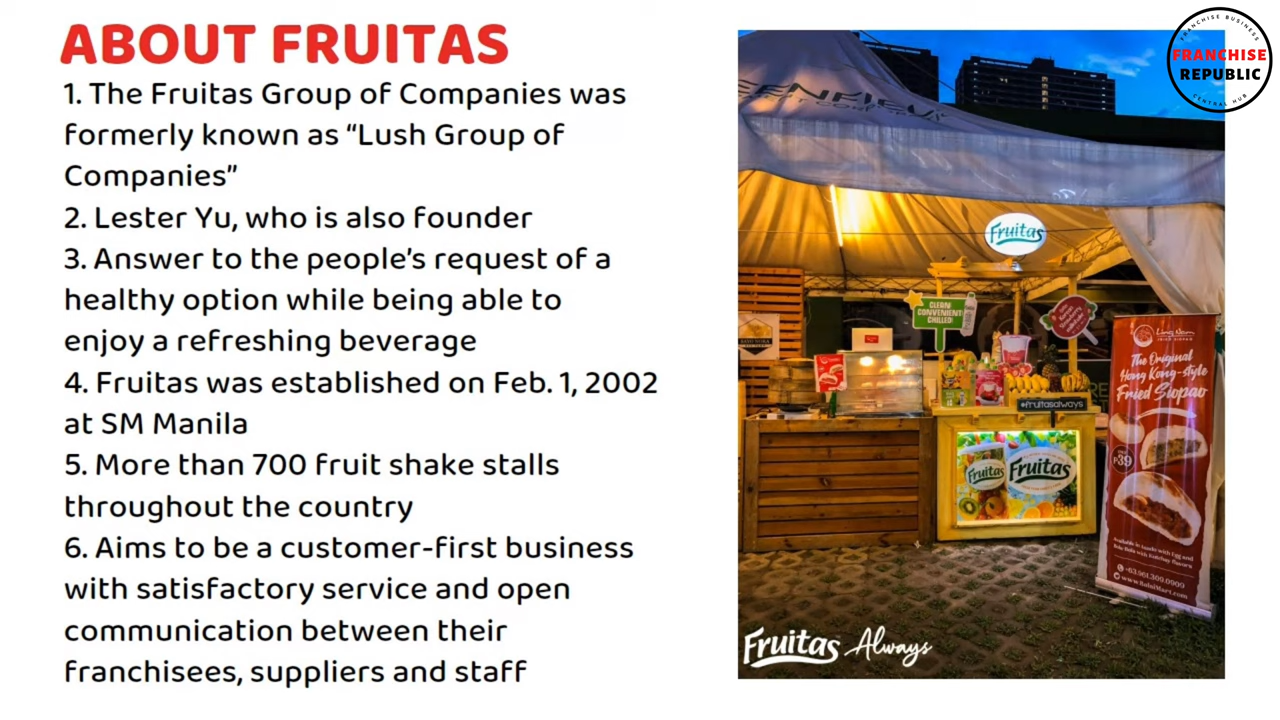 ABOUT FRUITAS
1. The Fruitas Group of Companies was
formerly known as “Lush Group of
Companies”
2. Lester Yu, who is also founder
3. Answer to the people’s request of a
healthy option while being able to
enjoy a refreshing beverage
4. Fruitas was established on Feb. 1, 2002
at SM Manila
5. More than 700 fruit shake stalls
throughout the country
6. Aims to be a customer-first business
with satisfactory service and open
communication between their
franchisees, suppliers and staff
FRANCHISE BUSINESS
FRANCHISE
REPUBLIC
CENTRAL HUB
Fruitas
CLEAN
CONVENIENT
CHILLED!
#fruitasalways
Fruitas
Fruitas
The Original
Hong Kong-style
Fried Siopao
₱39
Fruitas Always